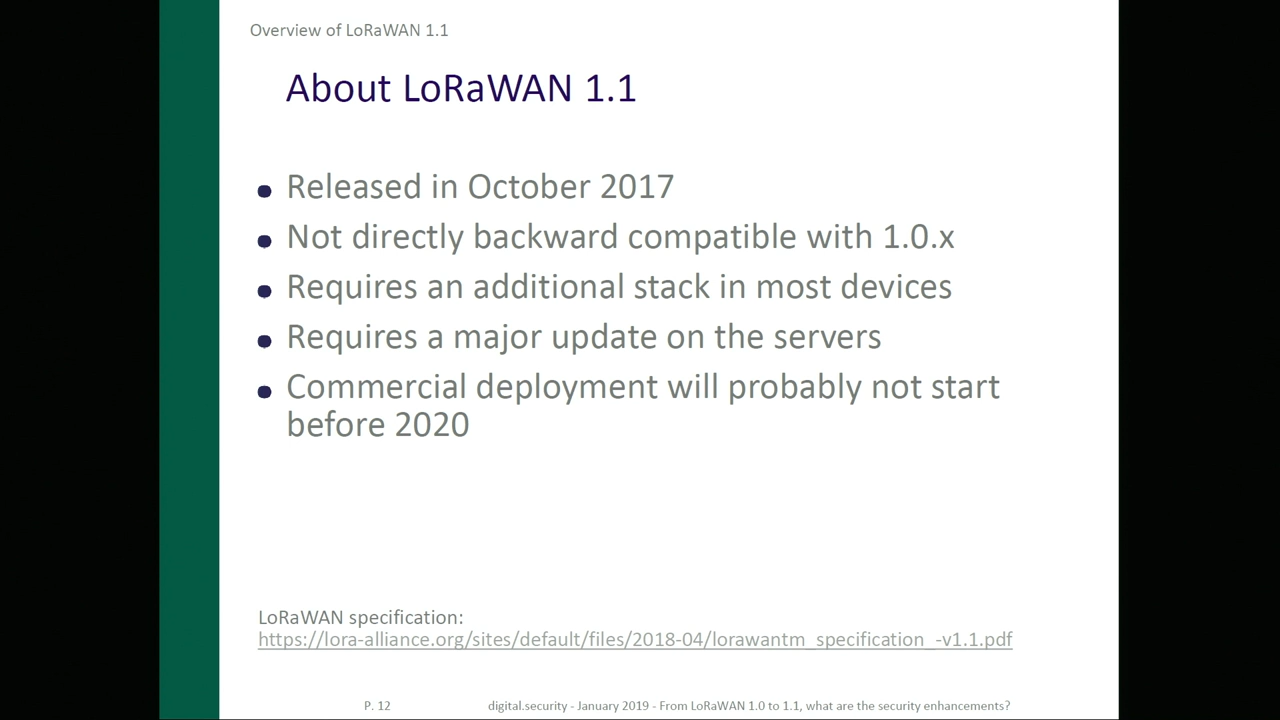 Overview of LoRaWAN 1.1
About LoRaWAN 1.1
Released in October 2017
Not directly backward compatible with 1.0.x
Requires an additional stack in most devices
Requires a major update on the servers
Commercial deployment will probably not start
before 2020
LoRaWAN specification:
https://lora-alliance.org/sites/default/files/2018-04/lorawantm_specification_-v1.1.pdf
P. 12 digital.security - January 2019 - From LoRaWAN 1.0 to 1.1, what are the security enhancements?